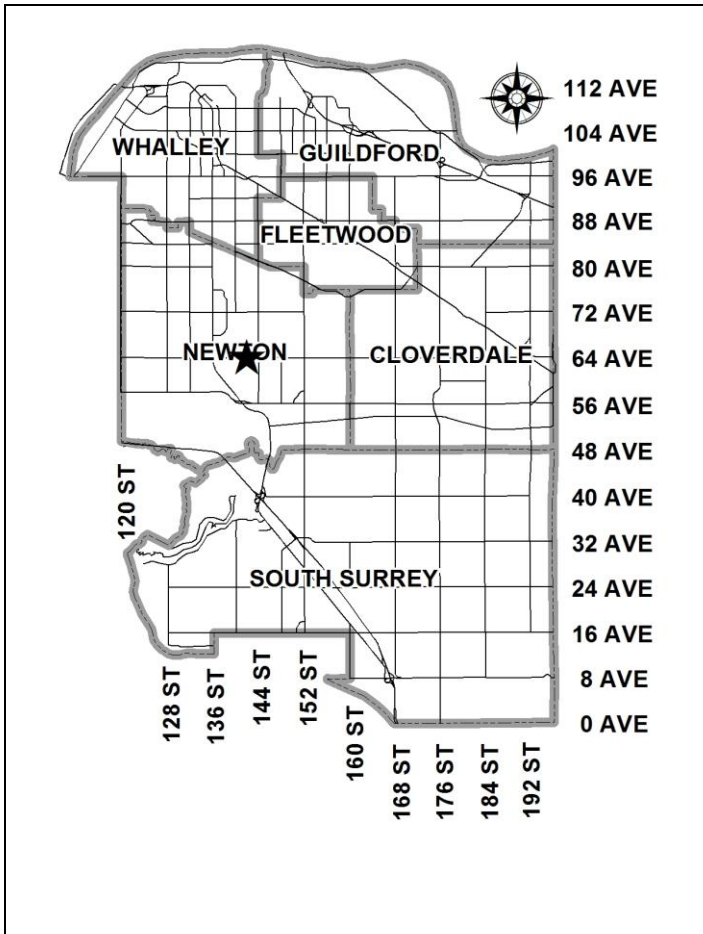 112 AVE
104 AVE
WHALLEY
GUILDFORD
96 AVE
88 AVE
FLEETWOOD
80 AVE
72 AVE
NEWTON
CLOVERDALE
64 AVE
56 AVE
48 AVE
120 ST
40 AVE
32 AVE
SOUTH SURREY
24 AVE
16 AVE
8 AVE
0 AVE
128 ST
136 ST
144 ST
152 ST
160 ST
168 ST
176 ST
184 ST
192 ST